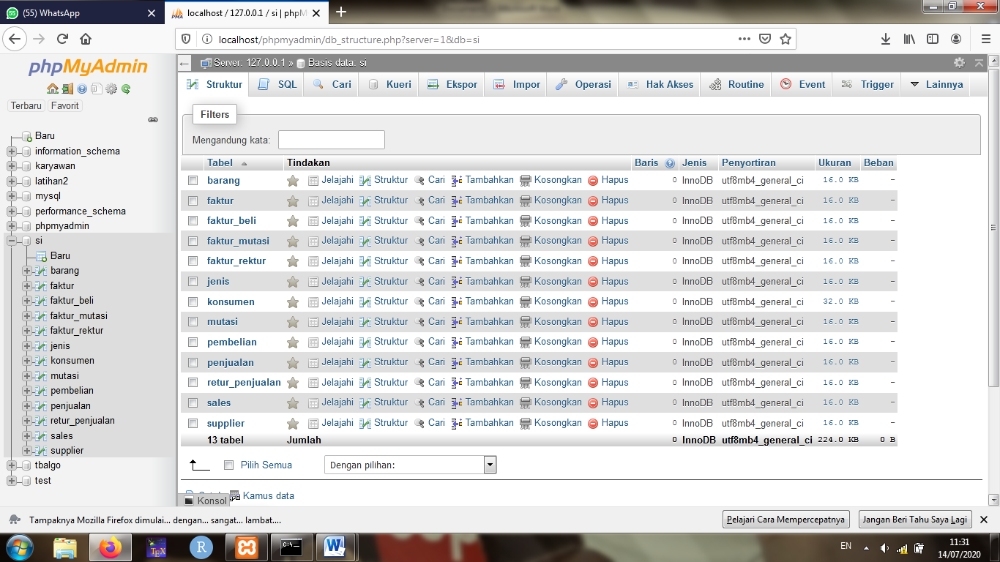 (55) WhatsApp
localhost / 127.0.0.1 / si | phpM
localhost/phpmyadmin/db_structure.php?server=1&db=si
phpMyAdmin
Terbaru Favorit
Baru
information_schema
karyawan
latihan2
mysql
performance_schema
phpmyadmin
si
Baru
barang
faktur
faktur_beli
faktur_mutasi
faktur_rektur
jenis
konsumen
mutasi
pembelian
penjualan
retur_penjualan
sales
supplier
tbalgo
test
Server: 127.0.0.1 » Basis data: si
Struktur SQL Cari Kueri Ekspor Impor Operasi Hak Akses Routine Event Trigger Lainnya
Filters
Mengandung kata:
Tabel Tindakan Baris Jenis Penyortiran Ukuran Beban
barang Jelajahi Struktur Cari Tambahkan Kosongkan Hapus 0 InnoDB utf8mb4_general_ci 16.0 KB -
faktur Jelajahi Struktur Cari Tambahkan Kosongkan Hapus 0 InnoDB utf8mb4_general_ci 16.0 KB -
faktur_beli Jelajahi Struktur Cari Tambahkan Kosongkan Hapus 0 InnoDB utf8mb4_general_ci 16.0 KB -
faktur_mutasi Jelajahi Struktur Cari Tambahkan Kosongkan Hapus 0 InnoDB utf8mb4_general_ci 16.0 KB -
faktur_rektur Jelajahi Struktur Cari Tambahkan Kosongkan Hapus 0 InnoDB utf8mb4_general_ci 16.0 KB -
jenis Jelajahi Struktur Cari Tambahkan Kosongkan Hapus 0 InnoDB utf8mb4_general_ci 16.0 KB -
konsumen Jelajahi Struktur Cari Tambahkan Kosongkan Hapus 0 InnoDB utf8mb4_general_ci 32.0 KB -
mutasi Jelajahi Struktur Cari Tambahkan Kosongkan Hapus 0 InnoDB utf8mb4_general_ci 16.0 KB -
pembelian Jelajahi Struktur Cari Tambahkan Kosongkan Hapus 0 InnoDB utf8mb4_general_ci 16.0 KB -
penjualan Jelajahi Struktur Cari Tambahkan Kosongkan Hapus 0 InnoDB utf8mb4_general_ci 16.0 KB -
retur_penjualan Jelajahi Struktur Cari Tambahkan Kosongkan Hapus 0 InnoDB utf8mb4_general_ci 16.0 KB -
sales Jelajahi Struktur Cari Tambahkan Kosongkan Hapus 0 InnoDB utf8mb4_general_ci 16.0 KB -
supplier Jelajahi Struktur Cari Tambahkan Kosongkan Hapus 0 InnoDB utf8mb4_general_ci 16.0 KB -
13 tabel Jumlah 0 InnoDB utf8mb4_general_ci 224.0 KB 0 B
Pilih Semua Dengan pilihan:
Kamus data
Konsol
Tampaknya Mozilla Firefox dimulai... dengan... sangat... lambat.... Pelajari Cara Mempercepatnya Jangan Beri Tahu Saya Lagi
EN 11:31
14/07/2020